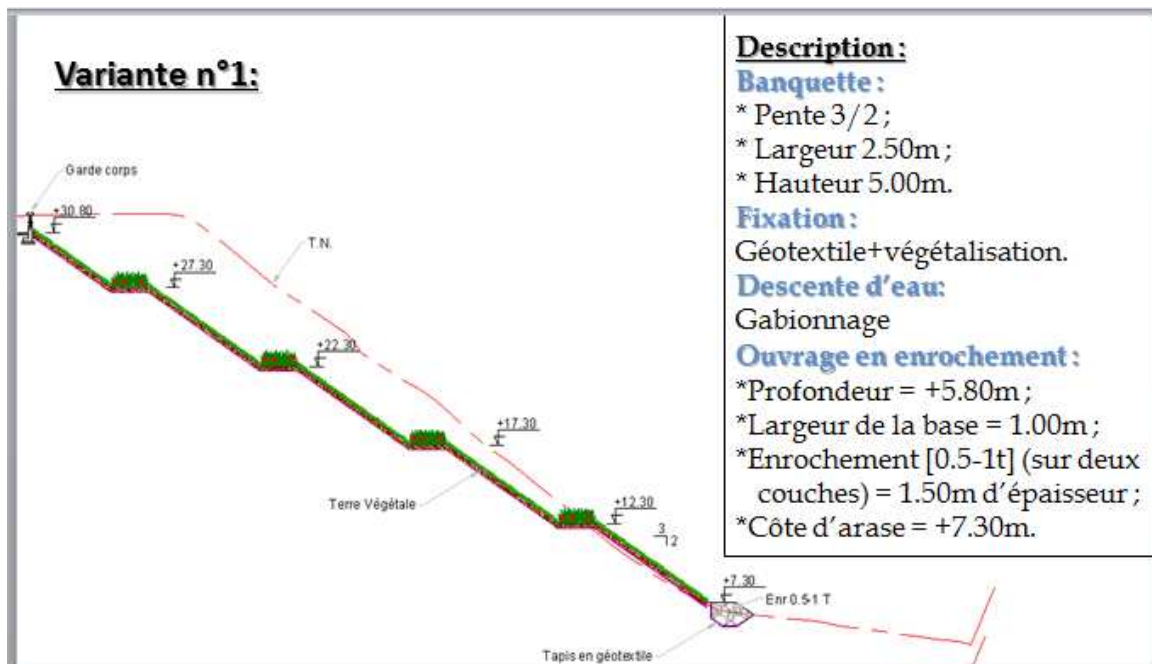 Variante n°1:
Garde corps
+30.80
T.N.
+27.30
+22.30
+17.30
Terre Végétale
+12.30
3
2
+7.30
Enr 0.5-1 T
Tapis en géotextile
Description :
Banquette :
* Pente 3/2 ;
* Largeur 2.50m ;
* Hauteur 5.00m.
Fixation :
Géotextile+végétalisation.
Descente d’eau:
Gabionnage
Ouvrage en enrochement :
*Profondeur = +5.80m ;
*Largeur de la base = 1.00m ;
*Enrochement [0.5-1t] (sur deux
couches) = 1.50m d’épaisseur ;
*Côte d’arase = +7.30m.